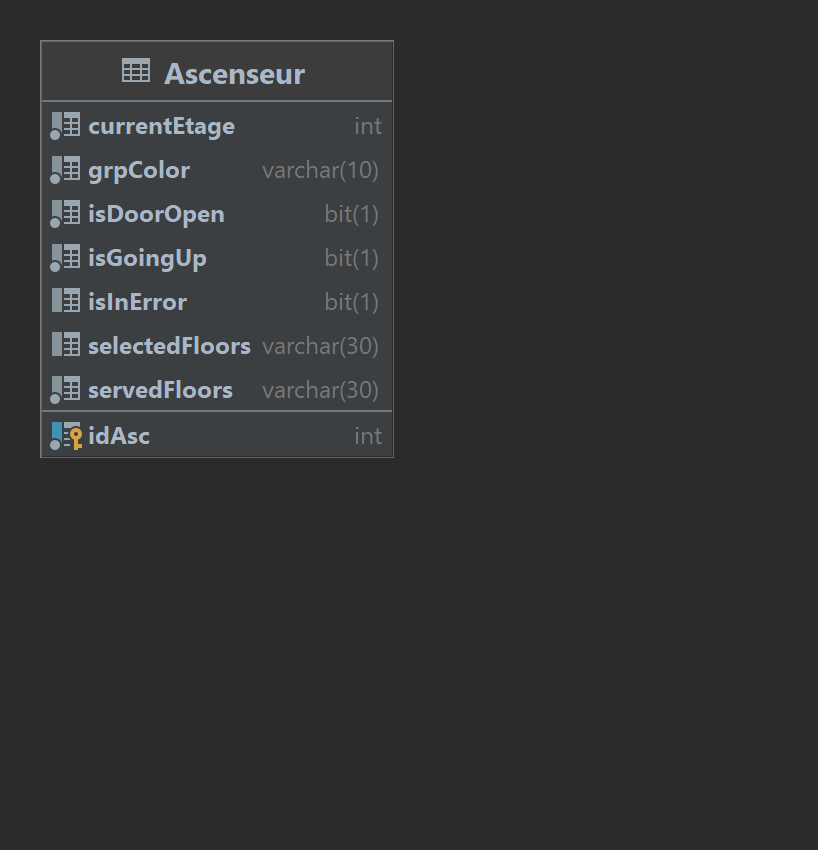 Ascenseur
currentEtage int
grpColor varchar(10)
isDoorOpen bit(1)
isGoingUp bit(1)
isInError bit(1)
selectedFloors varchar(30)
servedFloors varchar(30)
idAsc int